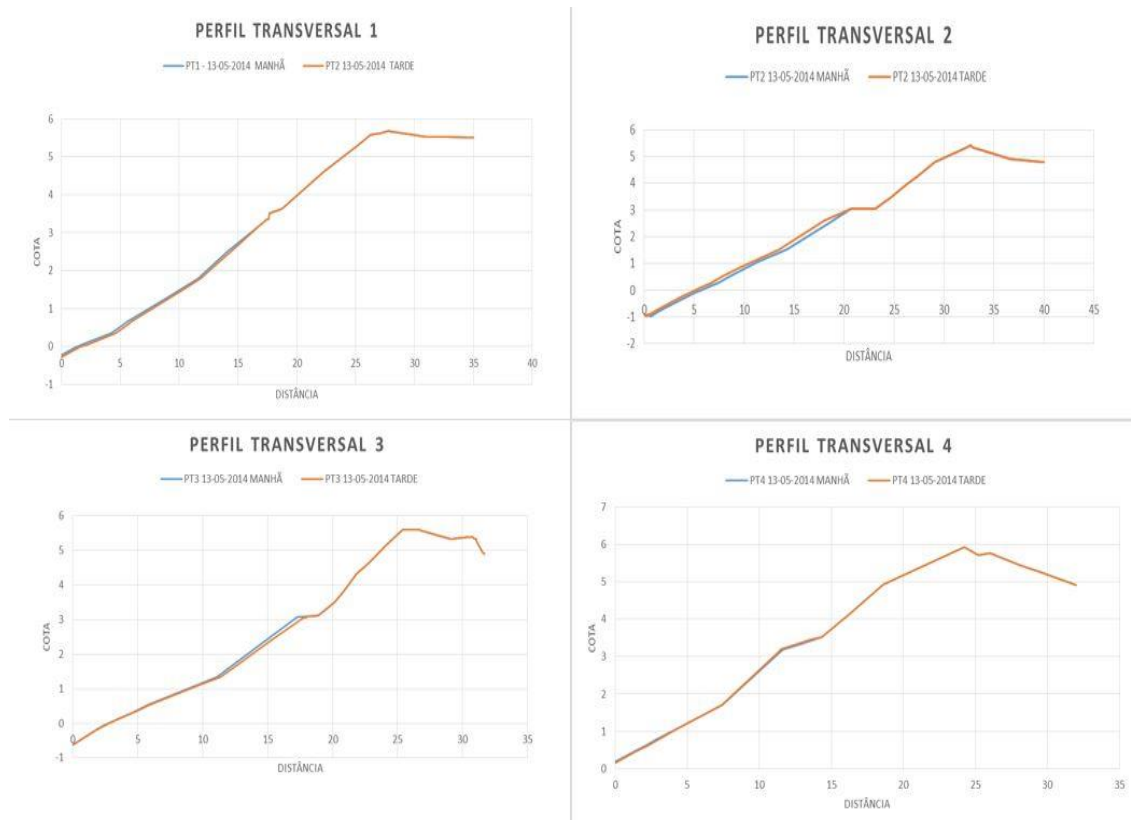 PERFIL TRANSVERSAL 1
PT1 - 13-05-2014 MANHÃ PT2 13-05-2014 TARDE
6
5
4
3
2
1
0
-1
COTA
0 5 10 15 20 25 30 35 40
DISTÂNCIA
PERFIL TRANSVERSAL 2
PT2 13-05-2014 MANHÃ PT2 13-05-2014 TARDE
6
5
4
3
2
1
0
-1
-2
COTA
0 5 10 15 20 25 30 35 40 45
DISTÂNCIA
PERFIL TRANSVERSAL 3
PT3 13-05-2014 MANHÃ PT3 13-05-2014 TARDE
6
5
4
3
2
1
0
-1
COTA
0 5 10 15 20 25 30 35
DISTÂNCIA
PERFIL TRANSVERSAL 4
PT4 13-05-2014 MANHÃ PT4 13-05-2014 TARDE
7
6
5
4
3
2
1
0
COTA
0 5 10 15 20 25 30 35
DISTÂNCIA